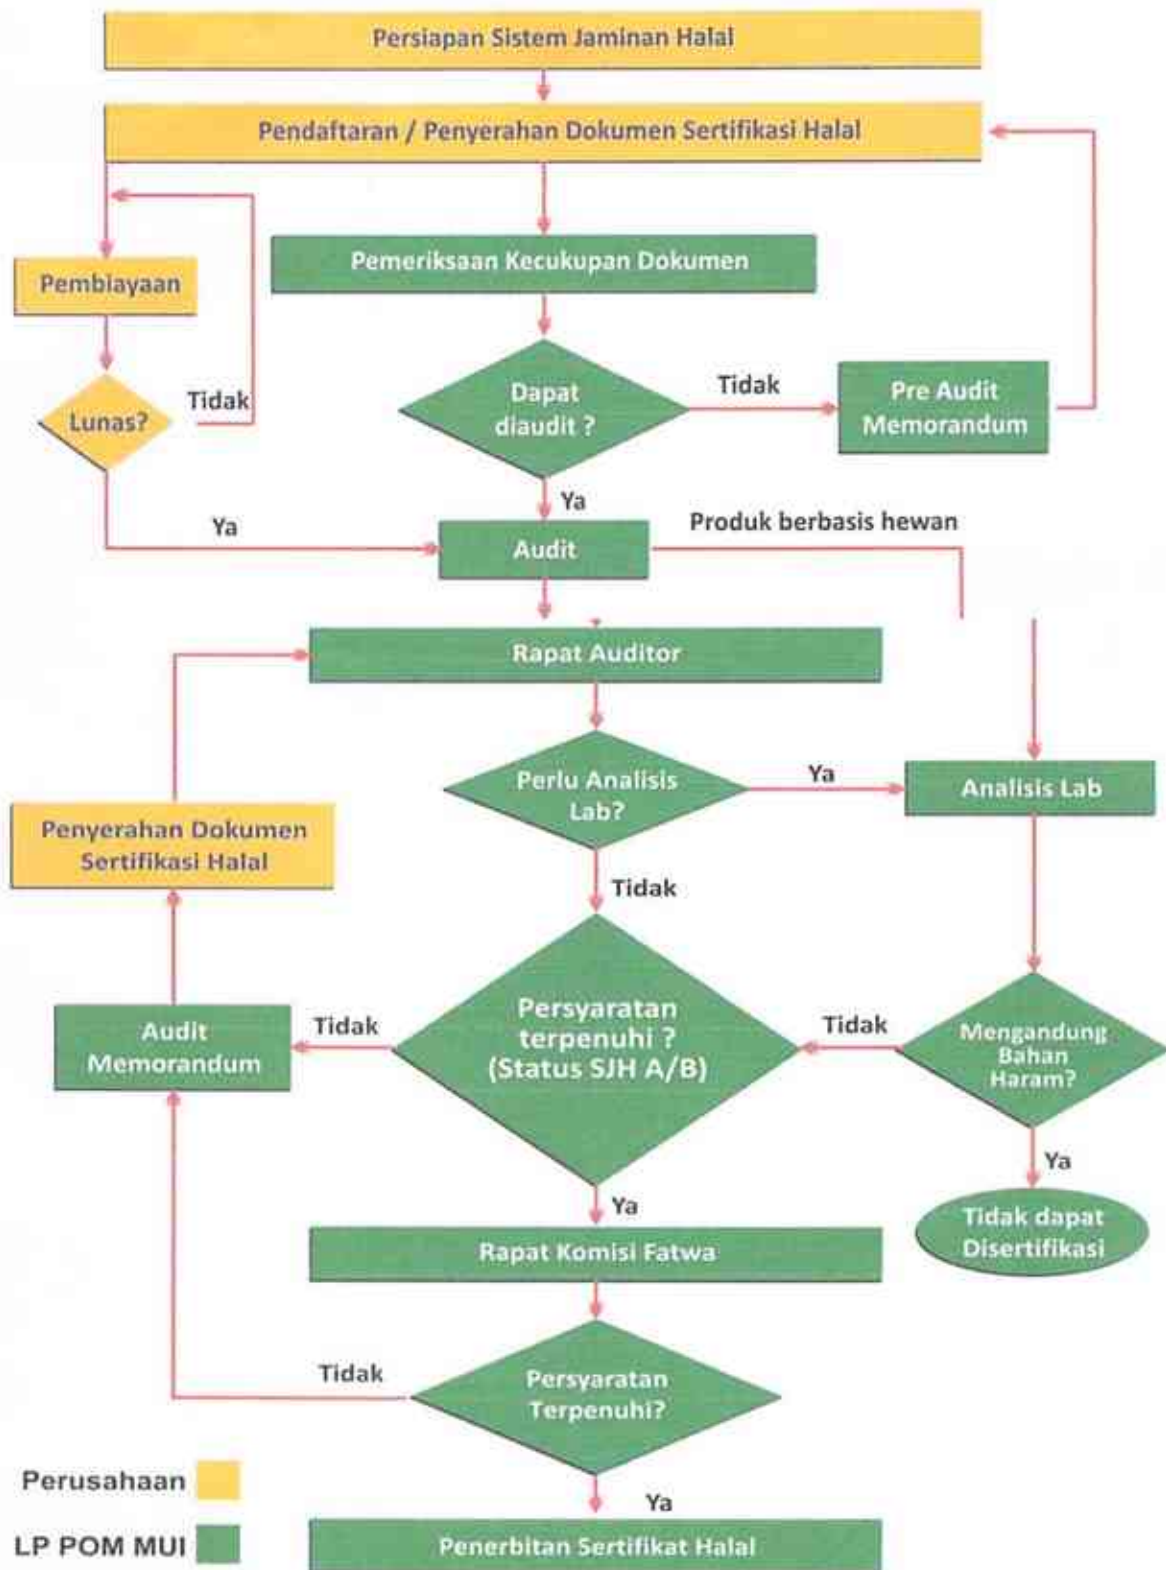 Persiapan Sistem Jaminan Halal
Pendaftaran / Penyerahan Dokumen Sertifikasi Halal
Pembiayaan
Pemeriksaan Kecukupan Dokumen
Lunas?
Tidak
Dapat
diaudit ?
Tidak
Pre Audit
Memorandum
Ya
Ya
Audit
Produk berbasis hewan
Rapat Auditor
Perlu Analisis
Lab?
Ya
Analisis Lab
Penyerahan Dokumen
Sertifikasi Halal
Tidak
Persyaratan
terpenuhi ?
(Status SJH A/B)
Tidak
Audit
Memorandum
Tidak
Mengandung
Bahan
Haram?
Ya
Tidak dapat
Disertifikasi
Ya
Rapat Komisi Fatwa
Persyaratan
Terpenuhi?
Tidak
Ya
Penerbitan Sertifikat Halal
Perusahaan
LP POM MUI